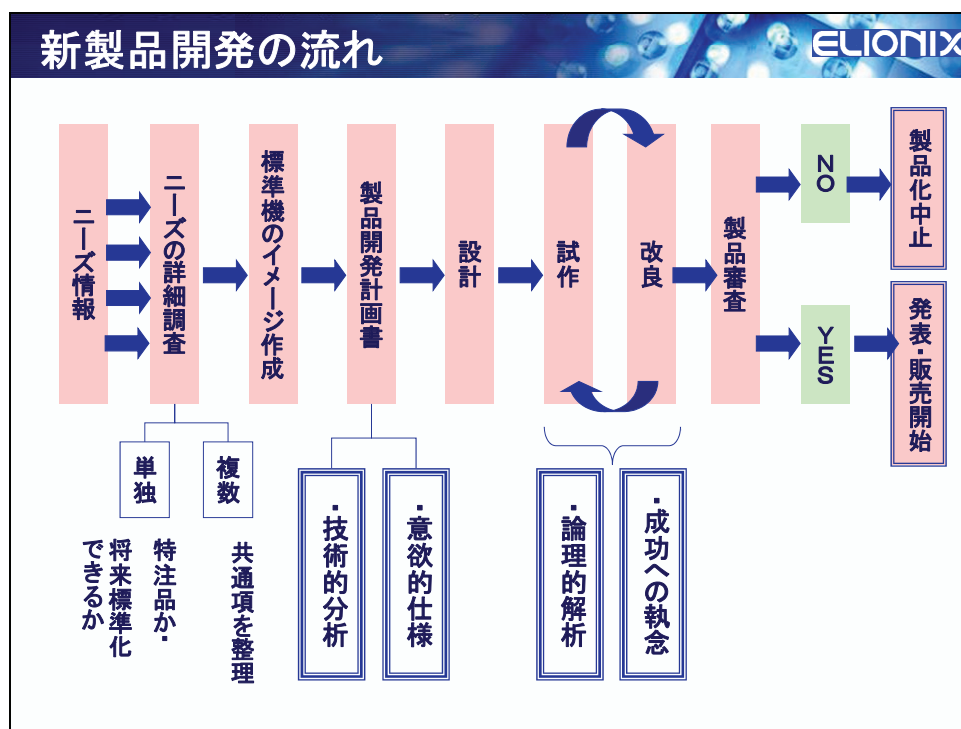 新製品開発の流れ
ELIONIX
ニーズ情報
ニーズの詳細調査
標準機のイメージ作成
製品開発計画書
設計
試作
改良
製品審査
NO
製品化中止
YES
発表・販売開始
単独
複数
特注品か・
将来標準化
できるか
共通項を整理
・技術的分析
・意欲的仕様
・論理的解析
・成功への執念